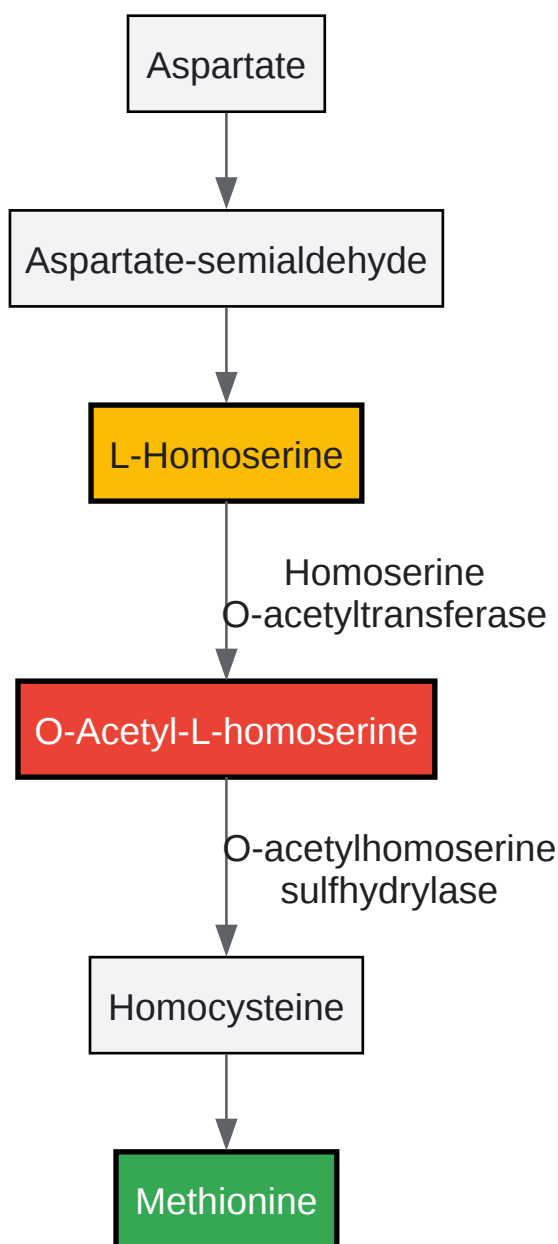 Aspartate
Aspartate-semialdehyde
L-Homoserine
Homoserine
O-acetyltransferase
O-Acetyl-L-homoserine
O-acetylhomoserine
sulfhydrylase
Homocysteine
Methionine